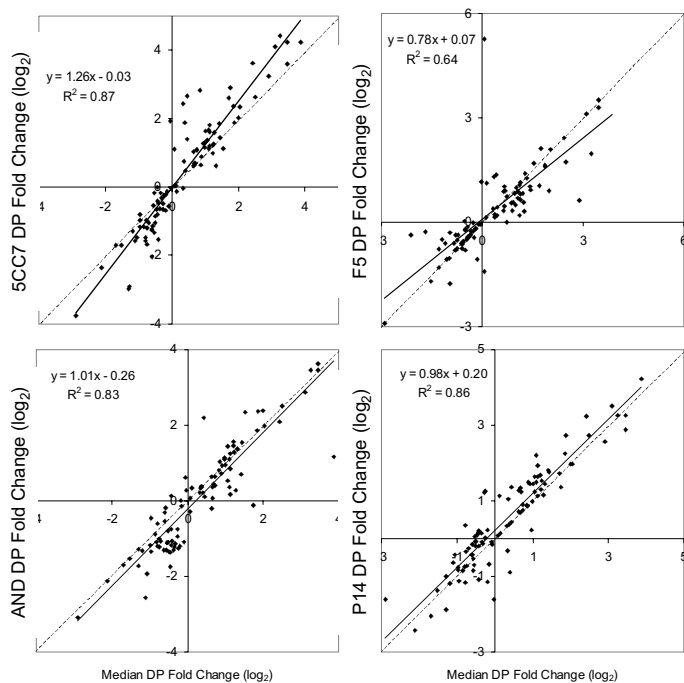 5CC7 DP Fold Change (log₂)
y = 1.26x - 0.03
R² = 0.87
4
2
0
4 -2 0 2 4
-2
-4
F5 DP Fold Change (log₂)
6
y = 0.78x + 0.07
R² = 0.64
3
0
3 0 3 6
-3
AND DP Fold Change (log₂)
4
y = 1.01x - 0.26
R² = 0.83
2
0
4 -2 0 2 4
-2
-4
Median DP Fold Change (log₂)
P14 DP Fold Change (log₂)
5
y = 0.98x + 0.20
R² = 0.86
3
1
3 -1 1 3 5
-1
-3
Median DP Fold Change (log₂)